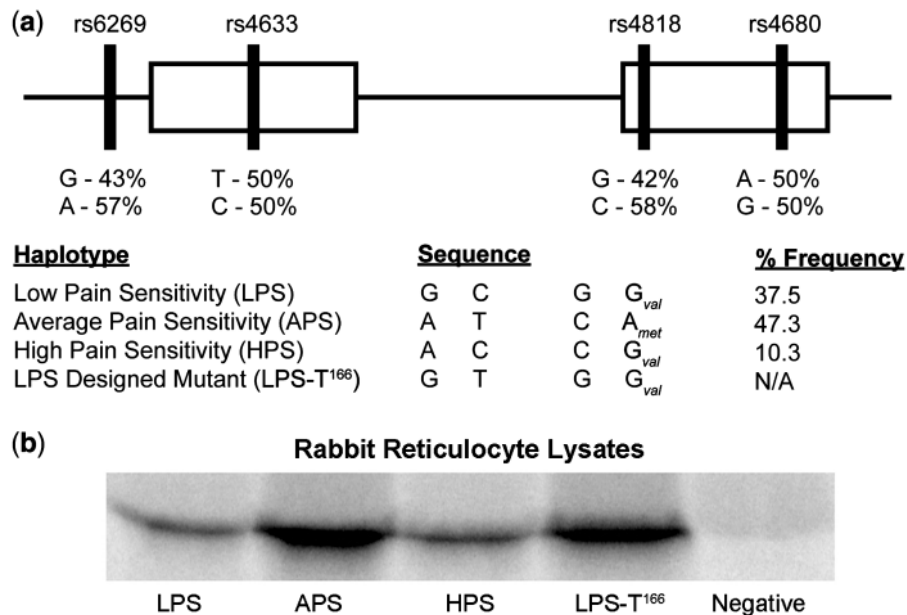 (a) rs6269 rs4633 rs4818 rs4680
G - 43% T - 50% G - 42% A - 50%
A - 57% C - 50% C - 58% G - 50%
Haplotype Sequence % Frequency
Low Pain Sensitivity (LPS) G C G Gval 37.5
Average Pain Sensitivity (APS) A T C Amet 47.3
High Pain Sensitivity (HPS) A C C Gval 10.3
LPS Designed Mutant (LPS-T¹⁶⁶) G T G Gval N/A
(b) Rabbit Reticulocyte Lysates
LPS APS HPS LPS-T¹⁶⁶ Negative